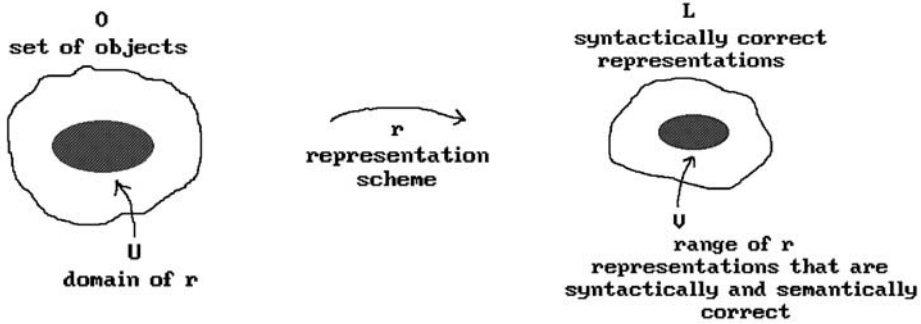 O
set of objects
U
domain of r
r
representation
scheme
L
syntactically correct
representations
V
range of r
representations that are
syntactically and semantically
correct